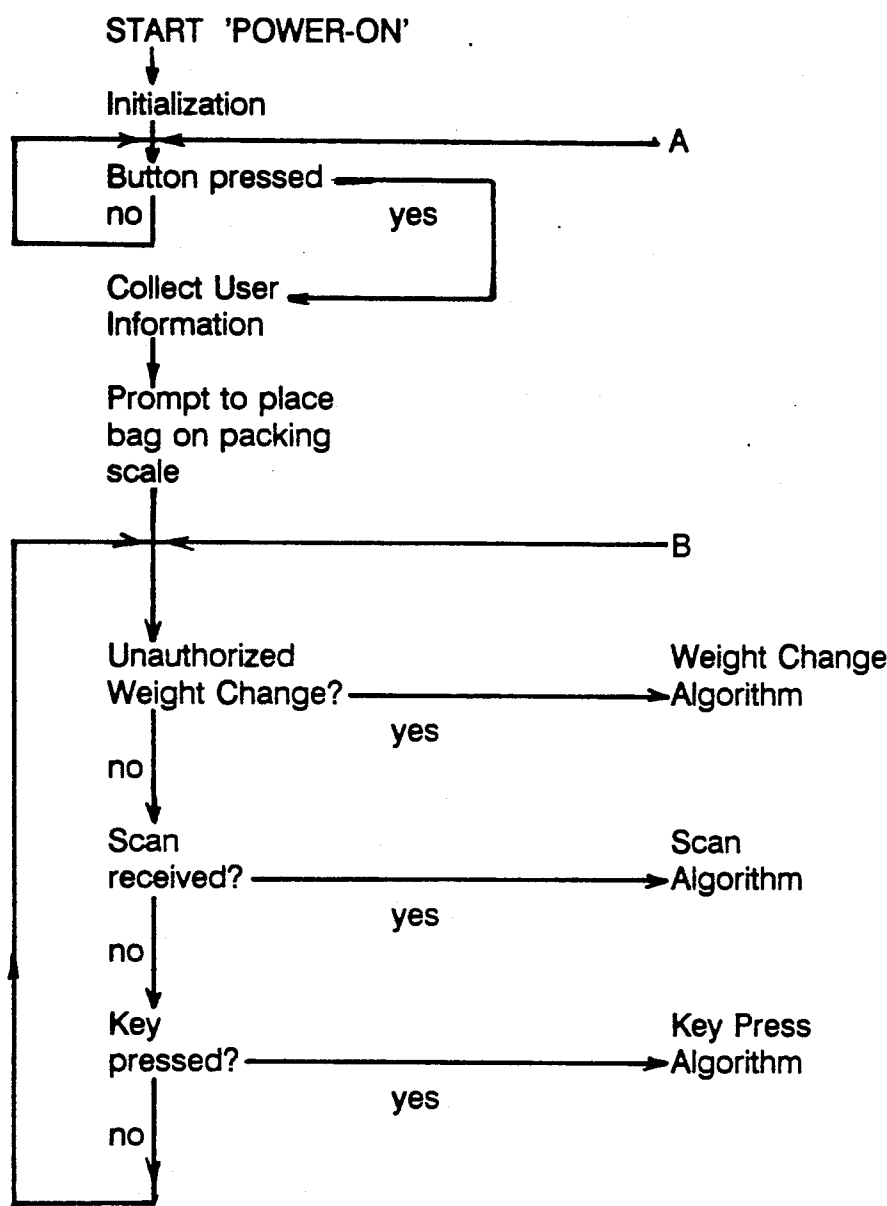 START 'POWER-ON'
Initialization
A
Button pressed
no
yes
Collect User
Information
Prompt to place
bag on packing
scale
B
Unauthorized
Weight Change?
yes
no
Weight Change
Algorithm
Scan
received?
yes
no
Scan
Algorithm
Key
pressed?
yes
no
Key Press
Algorithm